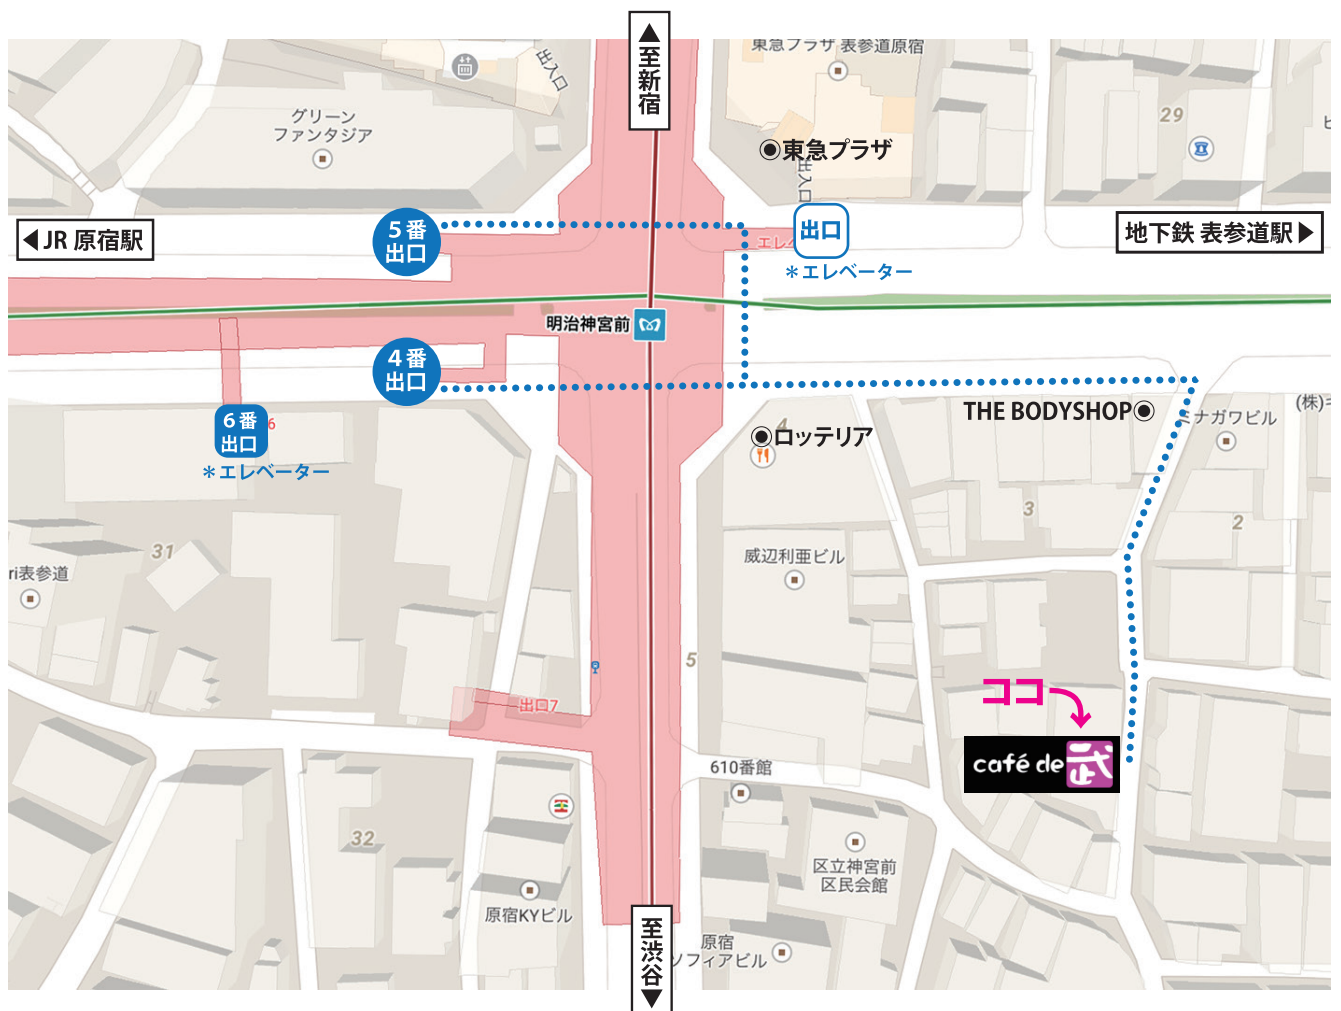 ▲至新宿
東急プラザ 表参道原宿
出入口
グリーン
ファンタジア
29
◉東急プラザ
出入口
◀JR 原宿駅
5番
出口
出口
地下鉄 表参道駅▶
＊エレベーター
明治神宮前
4番
出口
6番
出口
6
＊エレベーター
THE BODYSHOP◉
ミナガワビル
(株)
◉ロッテリア
4
3
2
31
威辺利亜ビル
ri表参道
5
出口7
ココ
café de 武
610番館
32
区立神宮前
区民会館
原宿KYビル
原宿
ソフィアビル
至渋谷▼